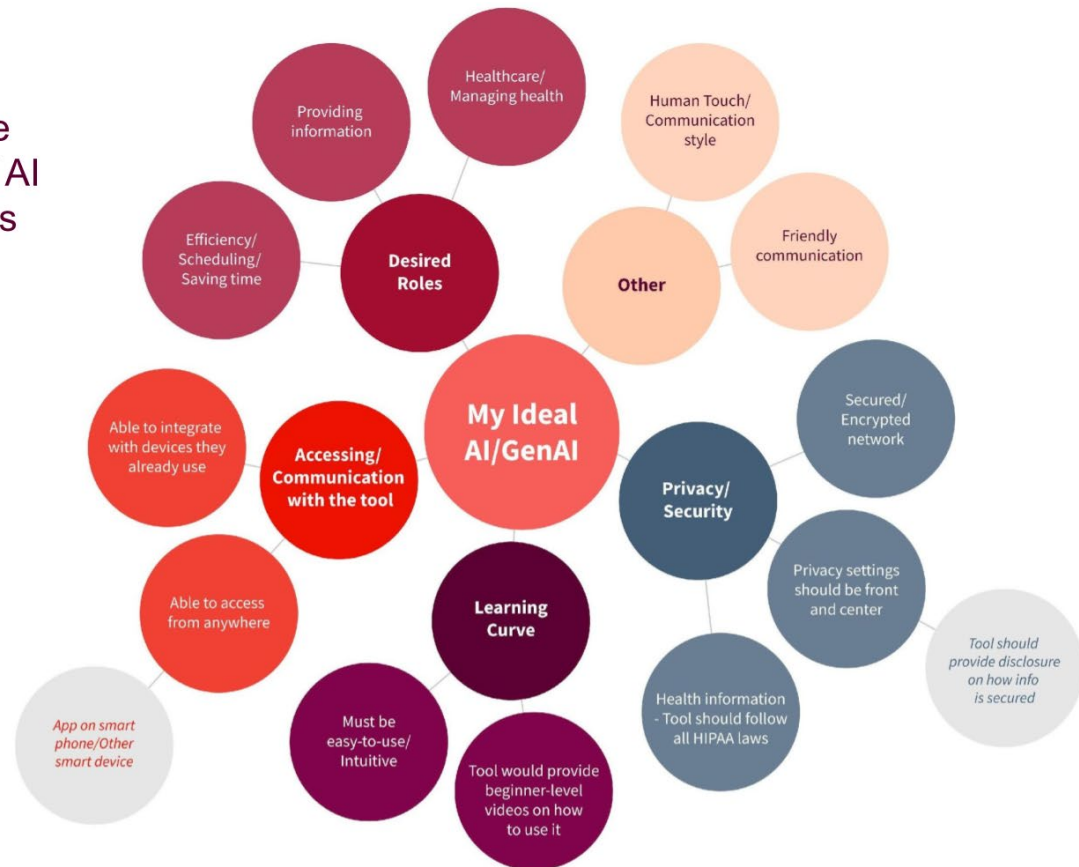 e
AI
s
Healthcare/
Managing health
Providing
information
Efficiency/
Scheduling/
Saving time
Desired
Roles
Human Touch/
Communication
style
Friendly
communication
Other
My Ideal
AI/GenAI
Able to integrate
with devices they
already use
Accessing/
Communication
with the tool
Able to access
from anywhere
App on smart
phone/Other
smart device
Learning
Curve
Must be
easy-to-use/
Intuitive
Tool would provide
beginner-level
videos on how
to use it
Privacy/
Security
Secured/
Encrypted
network
Privacy settings
should be front
and center
Tool should
provide disclosure
on how info
is secured
Health information
- Tool should follow
all HIPAA laws